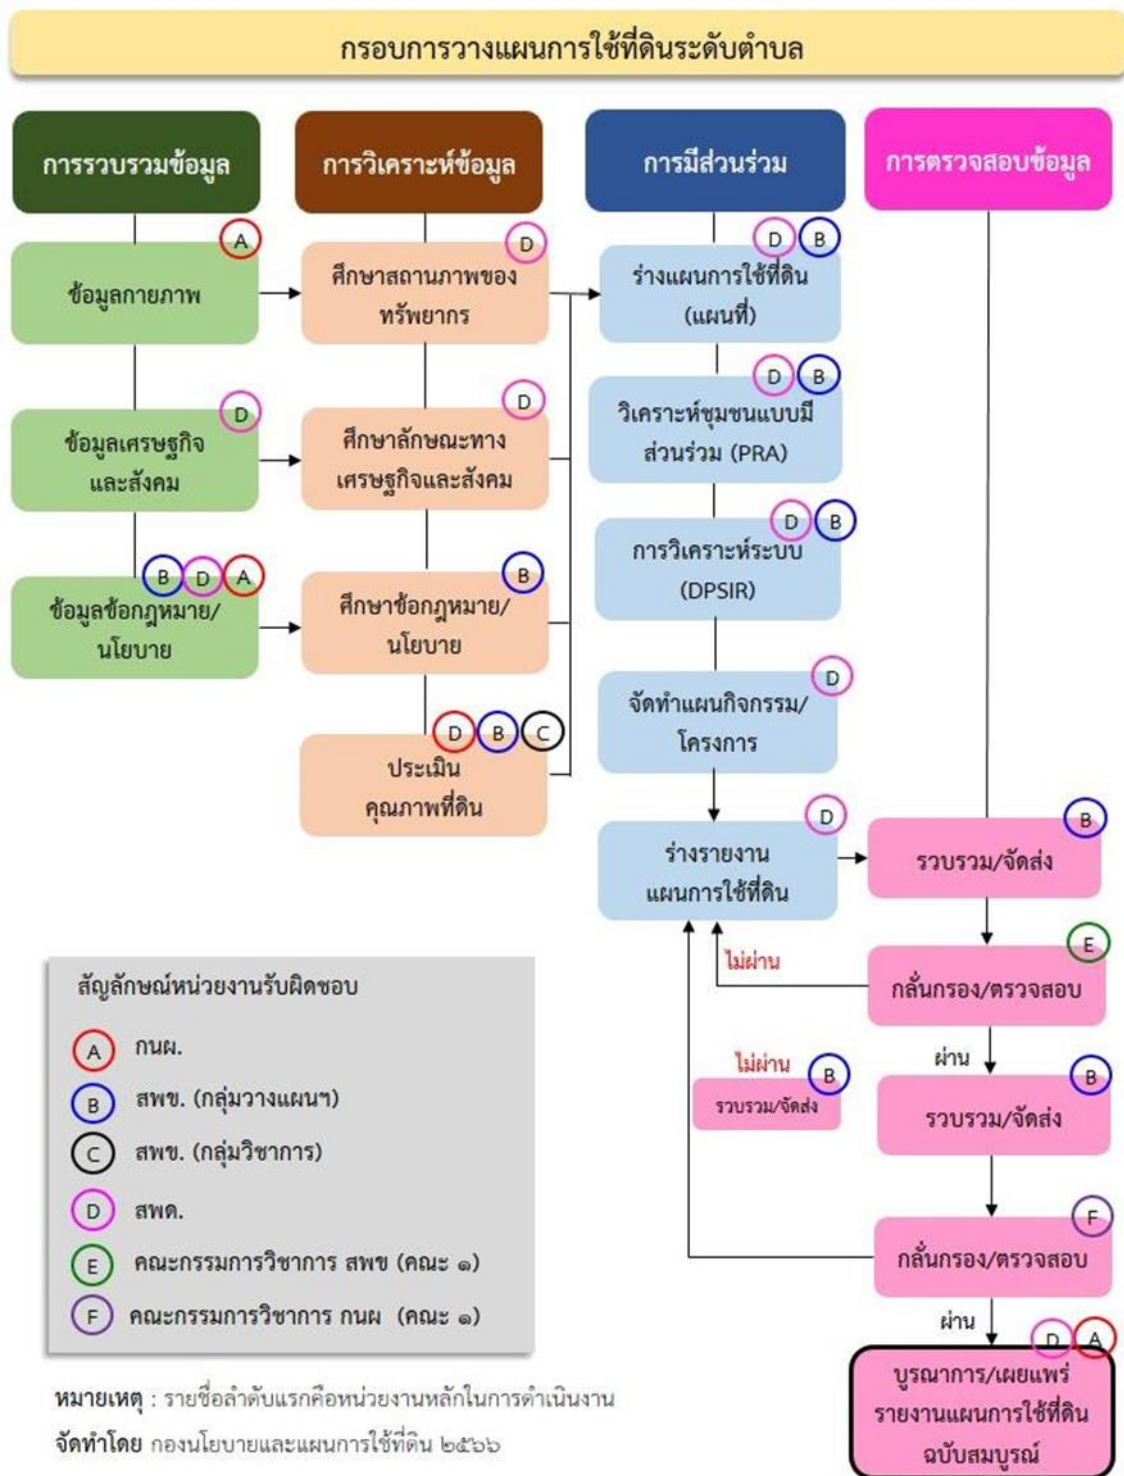 กรอบการวางแผนการใช้ที่ดินระดับตำบล
การรวบรวมข้อมูล
A
ข้อมูลกายภาพ
D
ข้อมูลเศรษฐกิจ
และสังคม
B D A
ข้อมูลข้อกฎหมาย/
นโยบาย
การวิเคราะห์ข้อมูล
D
ศึกษาสถานภาพของ
ทรัพยากร
D
ศึกษาลักษณะทาง
เศรษฐกิจและสังคม
B
ศึกษาข้อกฎหมาย/
นโยบาย
D B C
ประเมิน
คุณภาพที่ดิน
การมีส่วนร่วม
D B
ร่างแผนการใช้ที่ดิน
(แผนที่)
D B
วิเคราะห์ชุมชนแบบมี
ส่วนร่วม (PRA)
D B
การวิเคราะห์ระบบ
(DPSIR)
D
จัดทำแผนกิจกรรม/
โครงการ
D
ร่างรายงาน
แผนการใช้ที่ดิน
การตรวจสอบข้อมูล
B
รวบรวม/จัดส่ง
E
กลั่นกรอง/ตรวจสอบ
ไม่ผ่าน
ผ่าน
B
รวบรวม/จัดส่ง
F
กลั่นกรอง/ตรวจสอบ
ไม่ผ่าน
B
รวบรวม/จัดส่ง
ผ่าน
D A
บูรณาการ/เผยแพร่
รายงานแผนการใช้ที่ดิน
ฉบับสมบูรณ์
สัญลักษณ์หน่วยงานรับผิดชอบ
A กนผ.
B สพข. (กลุ่มวางแผนฯ)
C สพข. (กลุ่มวิชาการ)
D สพด.
E คณะกรรมการวิชาการ สพข (คณะ ๑)
F คณะกรรมการวิชาการ กนผ (คณะ ๑)
หมายเหตุ : รายชื่อลำดับแรกคือหน่วยงานหลักในการดำเนินงาน
จัดทำโดย กองนโยบายและแผนการใช้ที่ดิน ๒๕๖๖